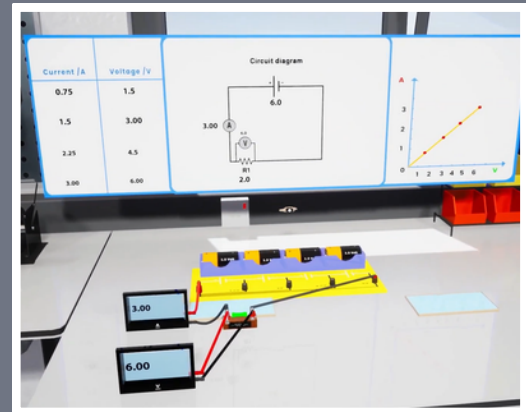 Current /A Voltage /V
0.75 1.5
1.5 3.00
2.25 4.5
3.00 6.00
Circuit diagram
6.0
3.00 A
V
R1
2.0
A
3
2
1
0
1 2 3 4 5 6
V
3.00
A
6.00
V